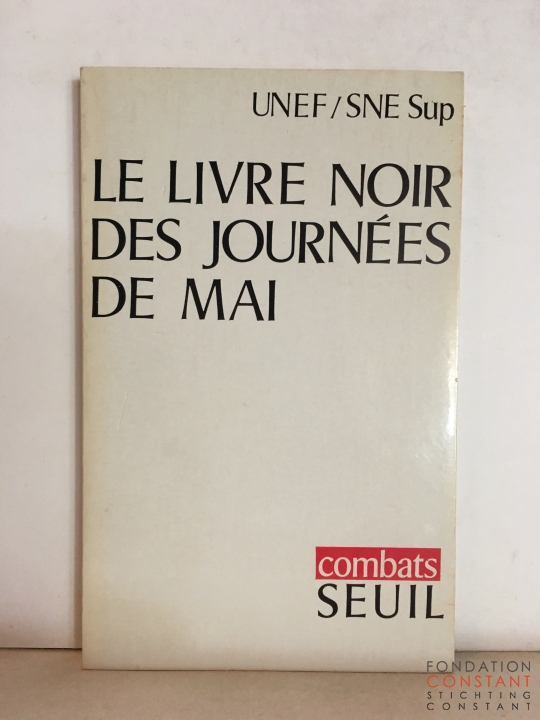 UNEF/SNE Sup
LE LIVRE NOIR
DES JOURNÉES
DE MAI
combats
SEUIL
FONDATION
CONSTANT
STICHTING
CONSTANT